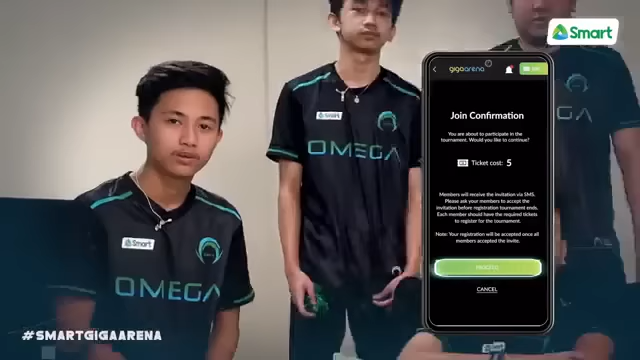 Smart
gigaarena
Join Confirmation
You are about to participate in the
tournament. Would you like to continue?
Ticket cost: 5
Members will receive the invitation via SMS.
Please ask your members to accept the
invitation before registration tournament ends.
Each member should have the required tickets
to register for the tournament.
Note: Your registration will be accepted once all
members accepted the invite.
PROCEED
CANCEL
Smart
OMEGA
Smart
OMEGA
OMEGA
Smart
#SMARTGIGAARENA